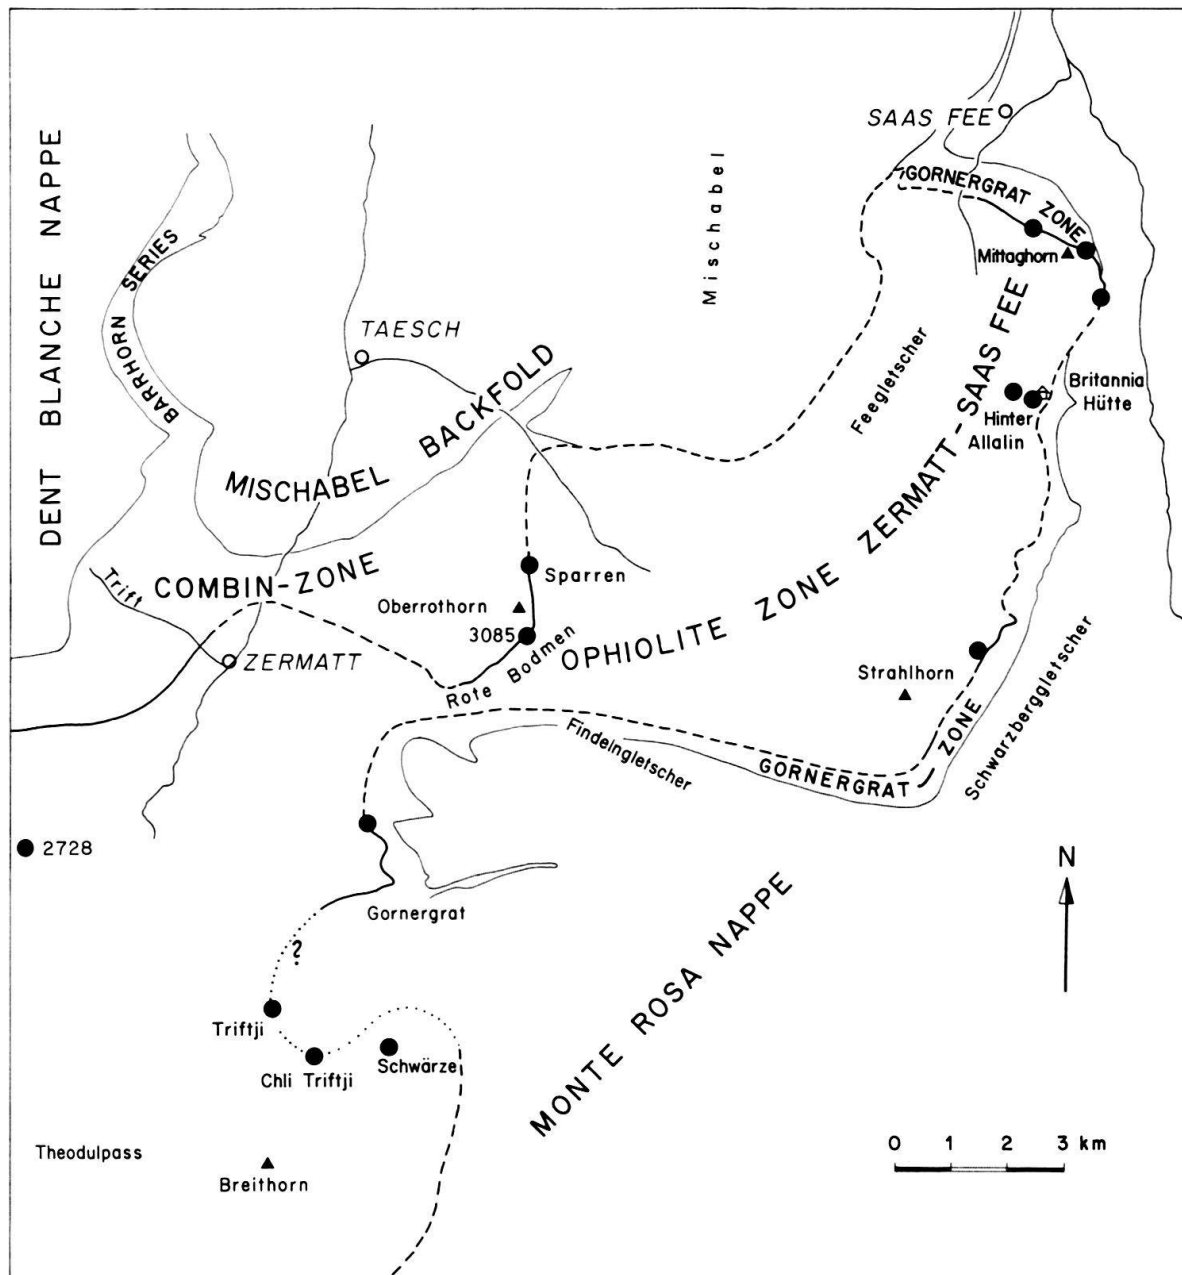 SAAS FEE
GORNERGRAT ZONE
Mittaghorn
DENT BLANCHE NAPPE
BARRHORN SERIES
Mischabel
TAESCH
Feegletscher
Britannia
Hütte
Hinter
Allalin
MISCHABEL BACKFOLD
OPHIOLITE ZONE ZERMATT-SAAS FEE
COMBIN-ZONE
Trift
Sparren
Oberrothorn
3085
Rote Bodmen
ZERMATT
Strahlhorn
Schwarzberggletscher
Findelngletscher
GORNERGRAT ZONE
2728
N
Gornergrat
?
MONTE ROSA NAPPE
Triftji
Chli Triftji
Schwärze
Theodulpass
Breithorn
0 1 2 3 km